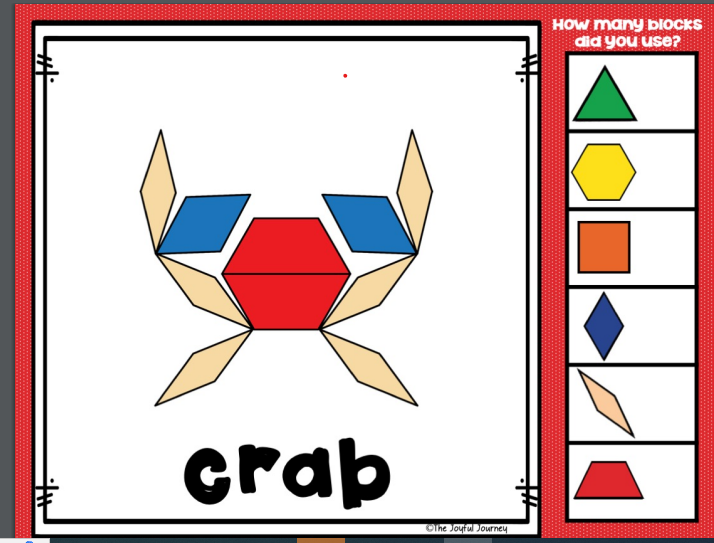 How many blocks
did you use?
crab
©The Joyful Journey